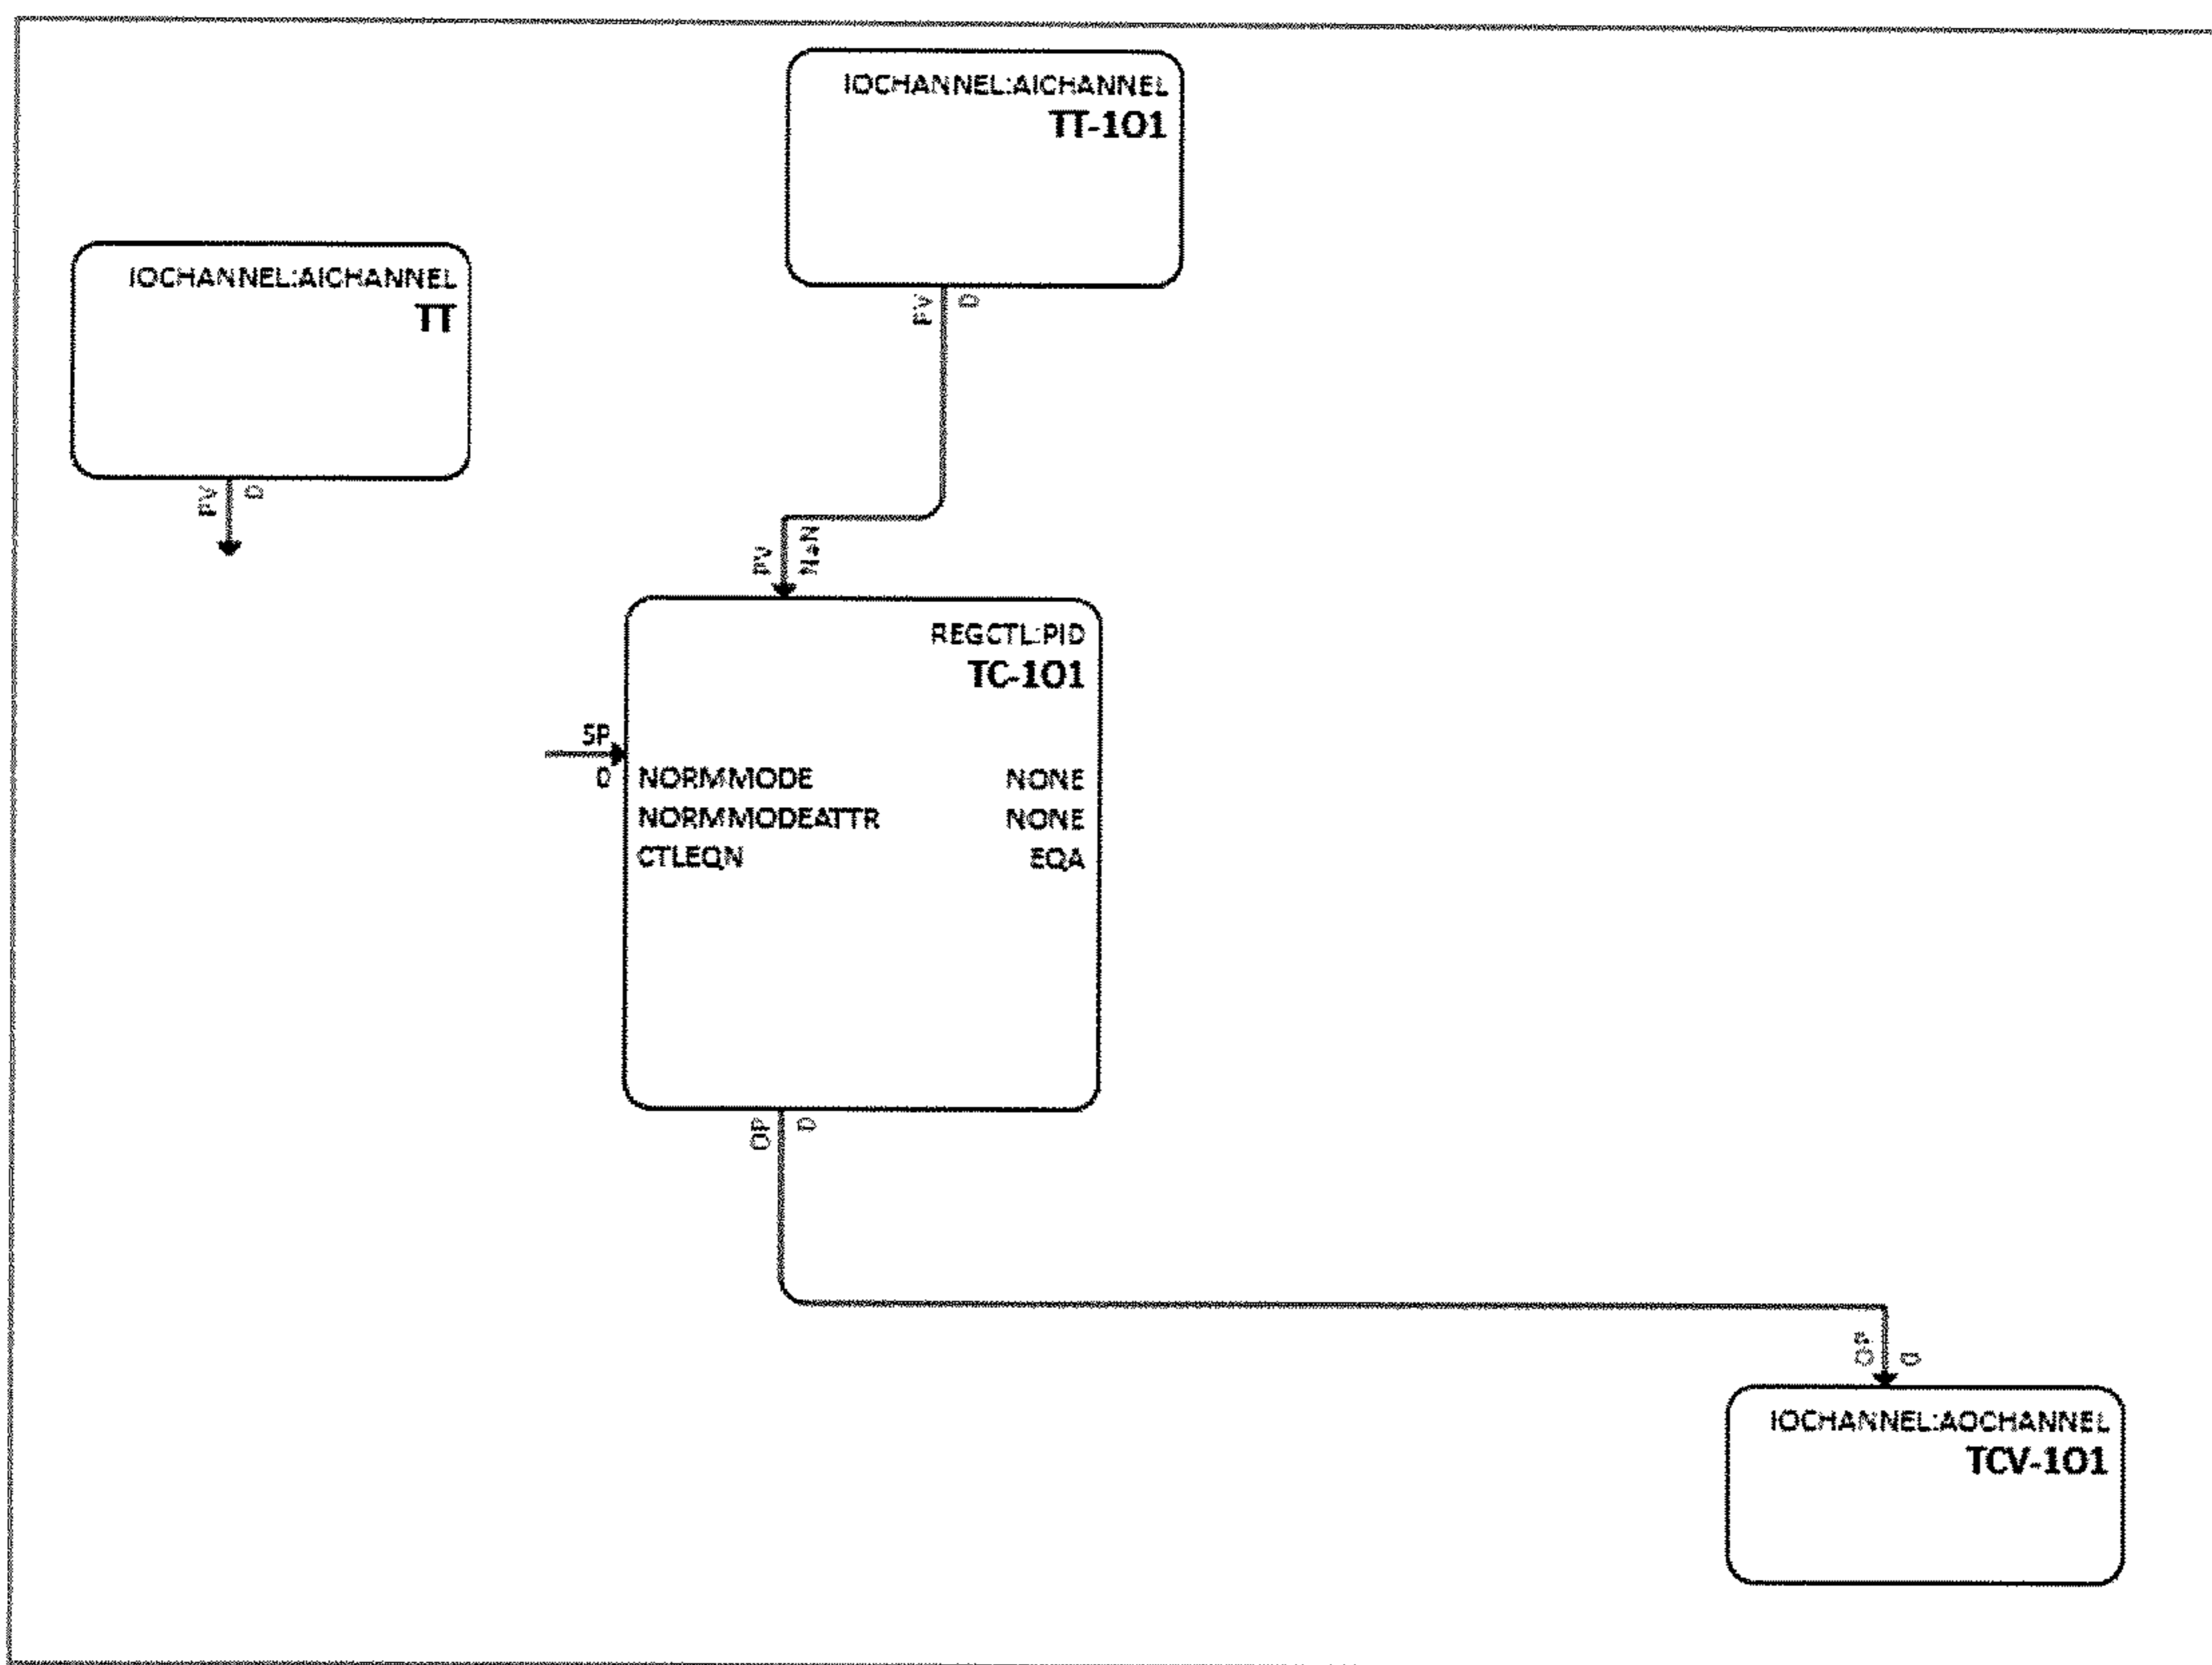 IOCHANNEL:AICHANNEL
TT-101
PV D
IOCHANNEL:AICHANNEL
TT
PV D
PV NaN
REGCTL:PID
TC-101
SP
NORMMODE NONE
NORMMODEATTR NONE
CTLEQN EQA
OP
OP
IOCHANNEL:AOCHANNEL
TCV-101